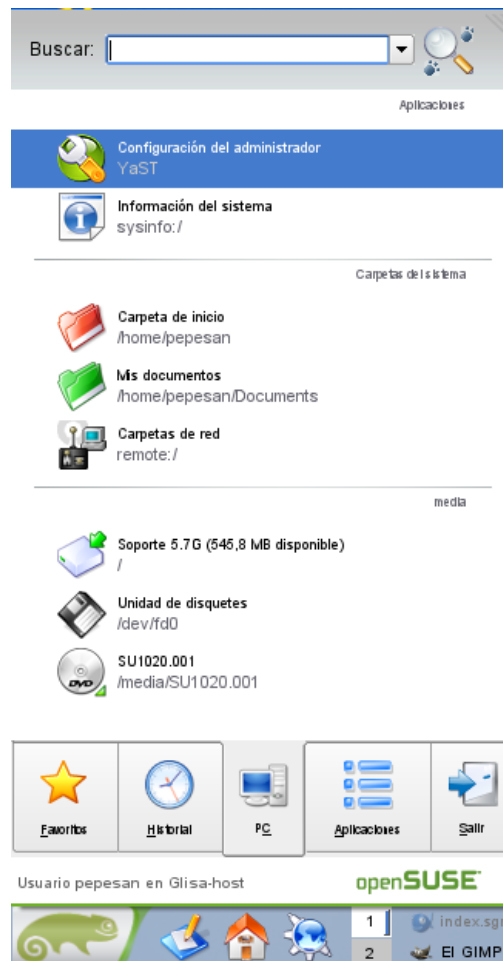 Buscar:
Aplicaciones
Configuración del administrador
YaST
Información del sistema
sysinfo:/
Carpetas del sistema
Carpeta de inicio
/home/pepesan
Mis documentos
/home/pepesan/Documents
Carpetas de red
remote:/
media
Soporte 5.7G (545,8 MB disponible)
/
Unidad de disquetes
/dev/fd0
SU1020.001
DVD
/media/SU1020.001
Favoritos
Historial
PC
Aplicaciones
Salir
Usuario pepesan en Glisa-host
openSUSE
1
index.sg
2
El GIMP